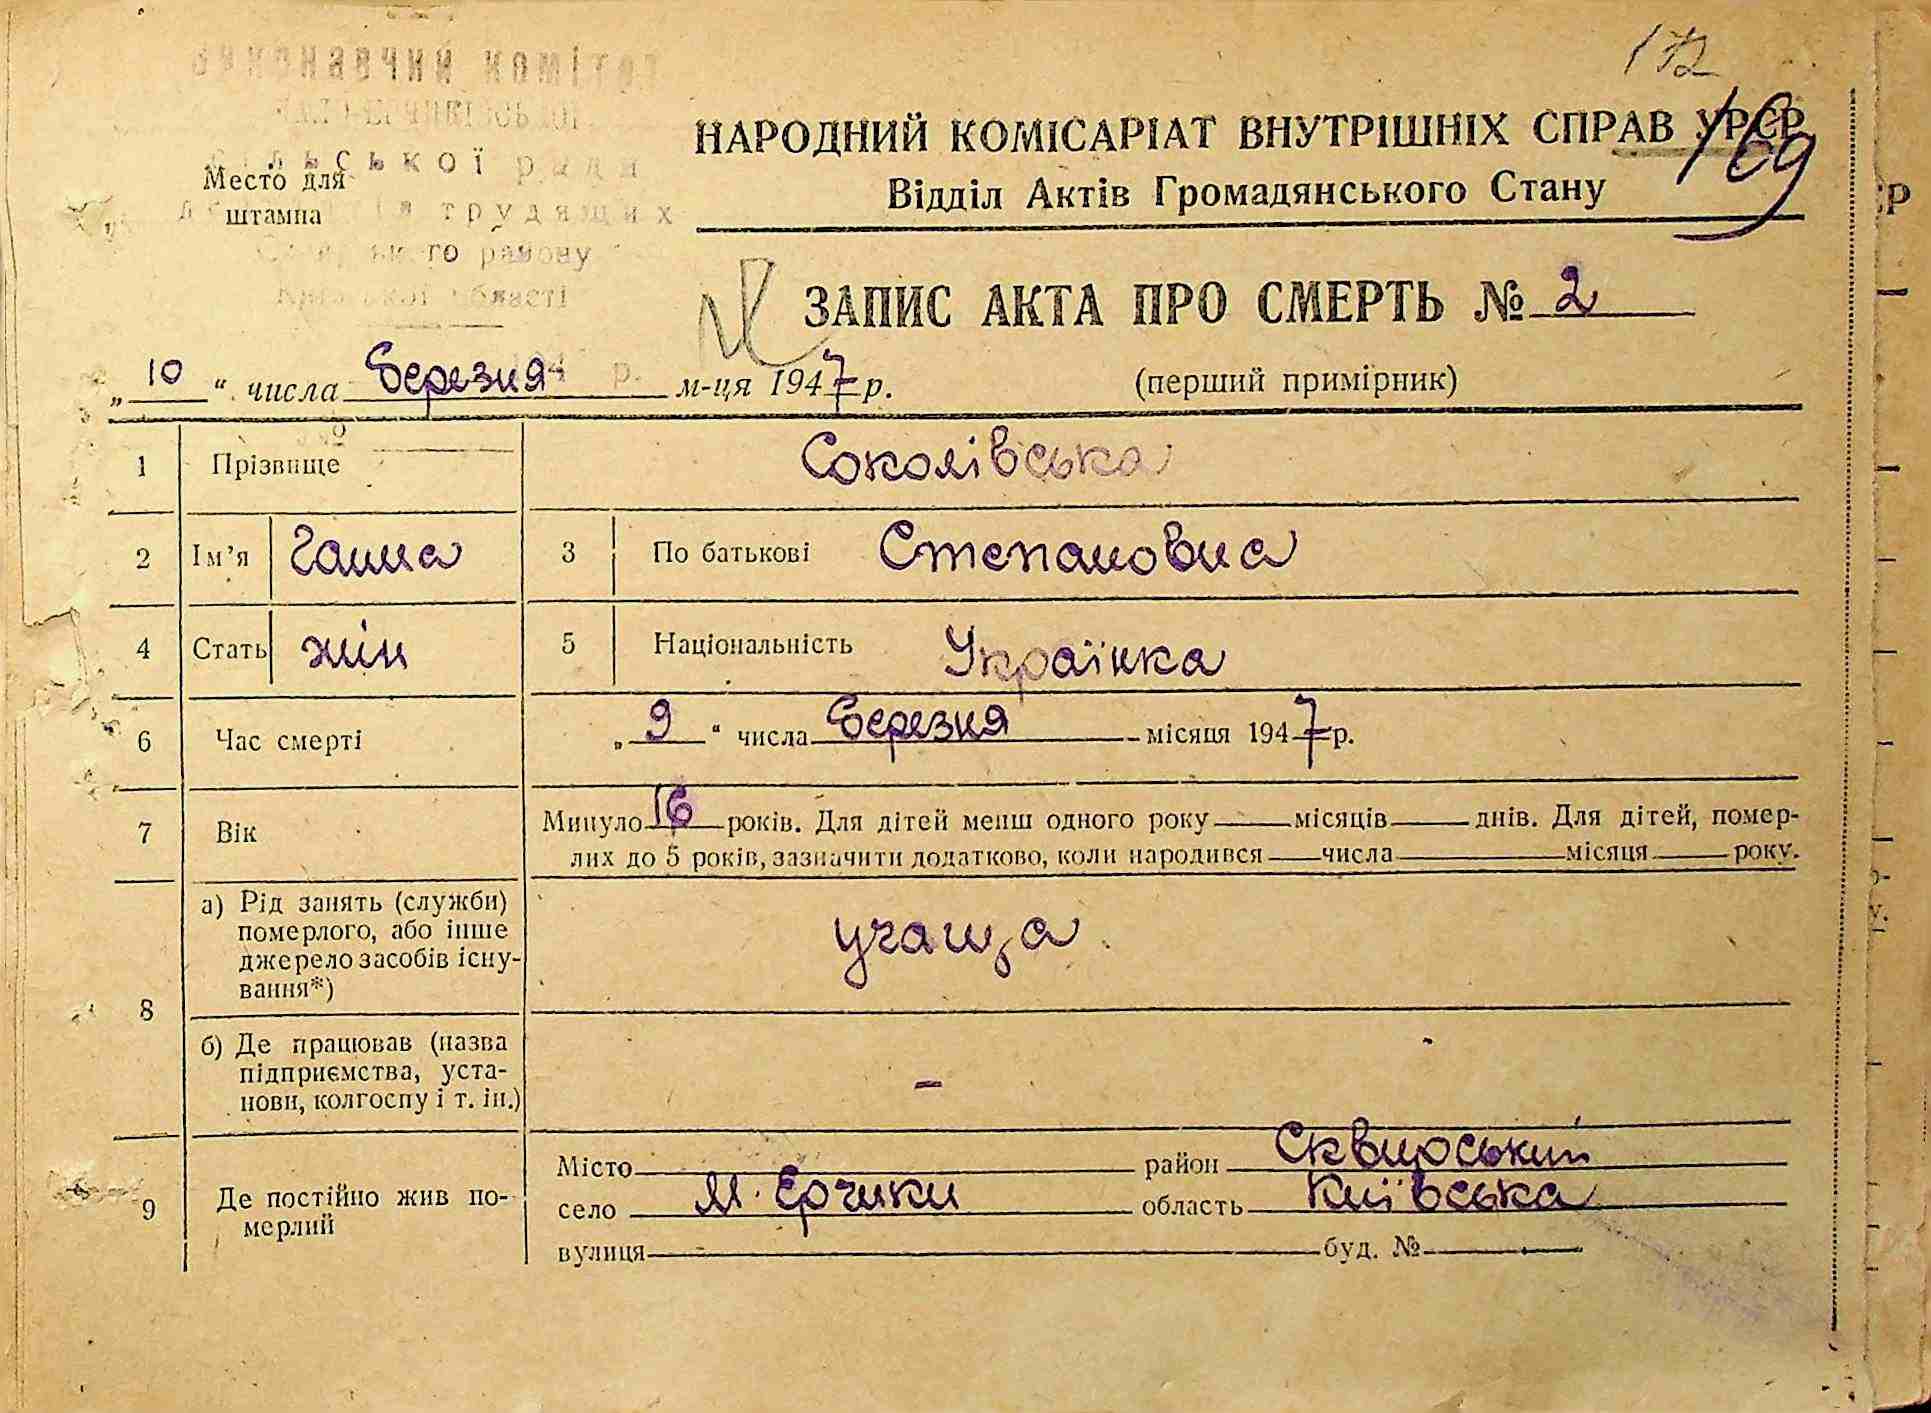 172
НАРОДНИЙ КОМІСАРІАТ ВНУТРІШНІХ СПРАВ УРСР
169
Відділ Актів Громадянського Стану
виконавчий комітет
Сільської ради
Место для
штампа
трудящих
го району
області
ЗАПИС АКТА ПРО СМЕРТЬ № 2
„ 10 “ числа Березня м-ця 1947 р.
(перший примірник)
1 Прізвище Соколівська
2 Ім’я Ганна 3 По батькові Степановна
4 Стать жін 5 Національність Українка
6 Час смерті „ 9 “ числа Березня місяця 1947 р.
7 Вік Минуло 16 років. Для дітей менш одного року місяців днів. Для дітей, помер-
лих до 5 років, зазначити додатково, коли народився числа місяця року.
8 а) Рід занять (служби)
померлого, або інше
джерело засобів існу-
вання*)
учаща
б) Де працював (назва
підприємства, уста-
нови, колгоспу і т. ін.)
–
9 Де постійно жив по-
мерлий
Місто район Сквирський
село М. Єрчики область Київська
вулиця буд. №